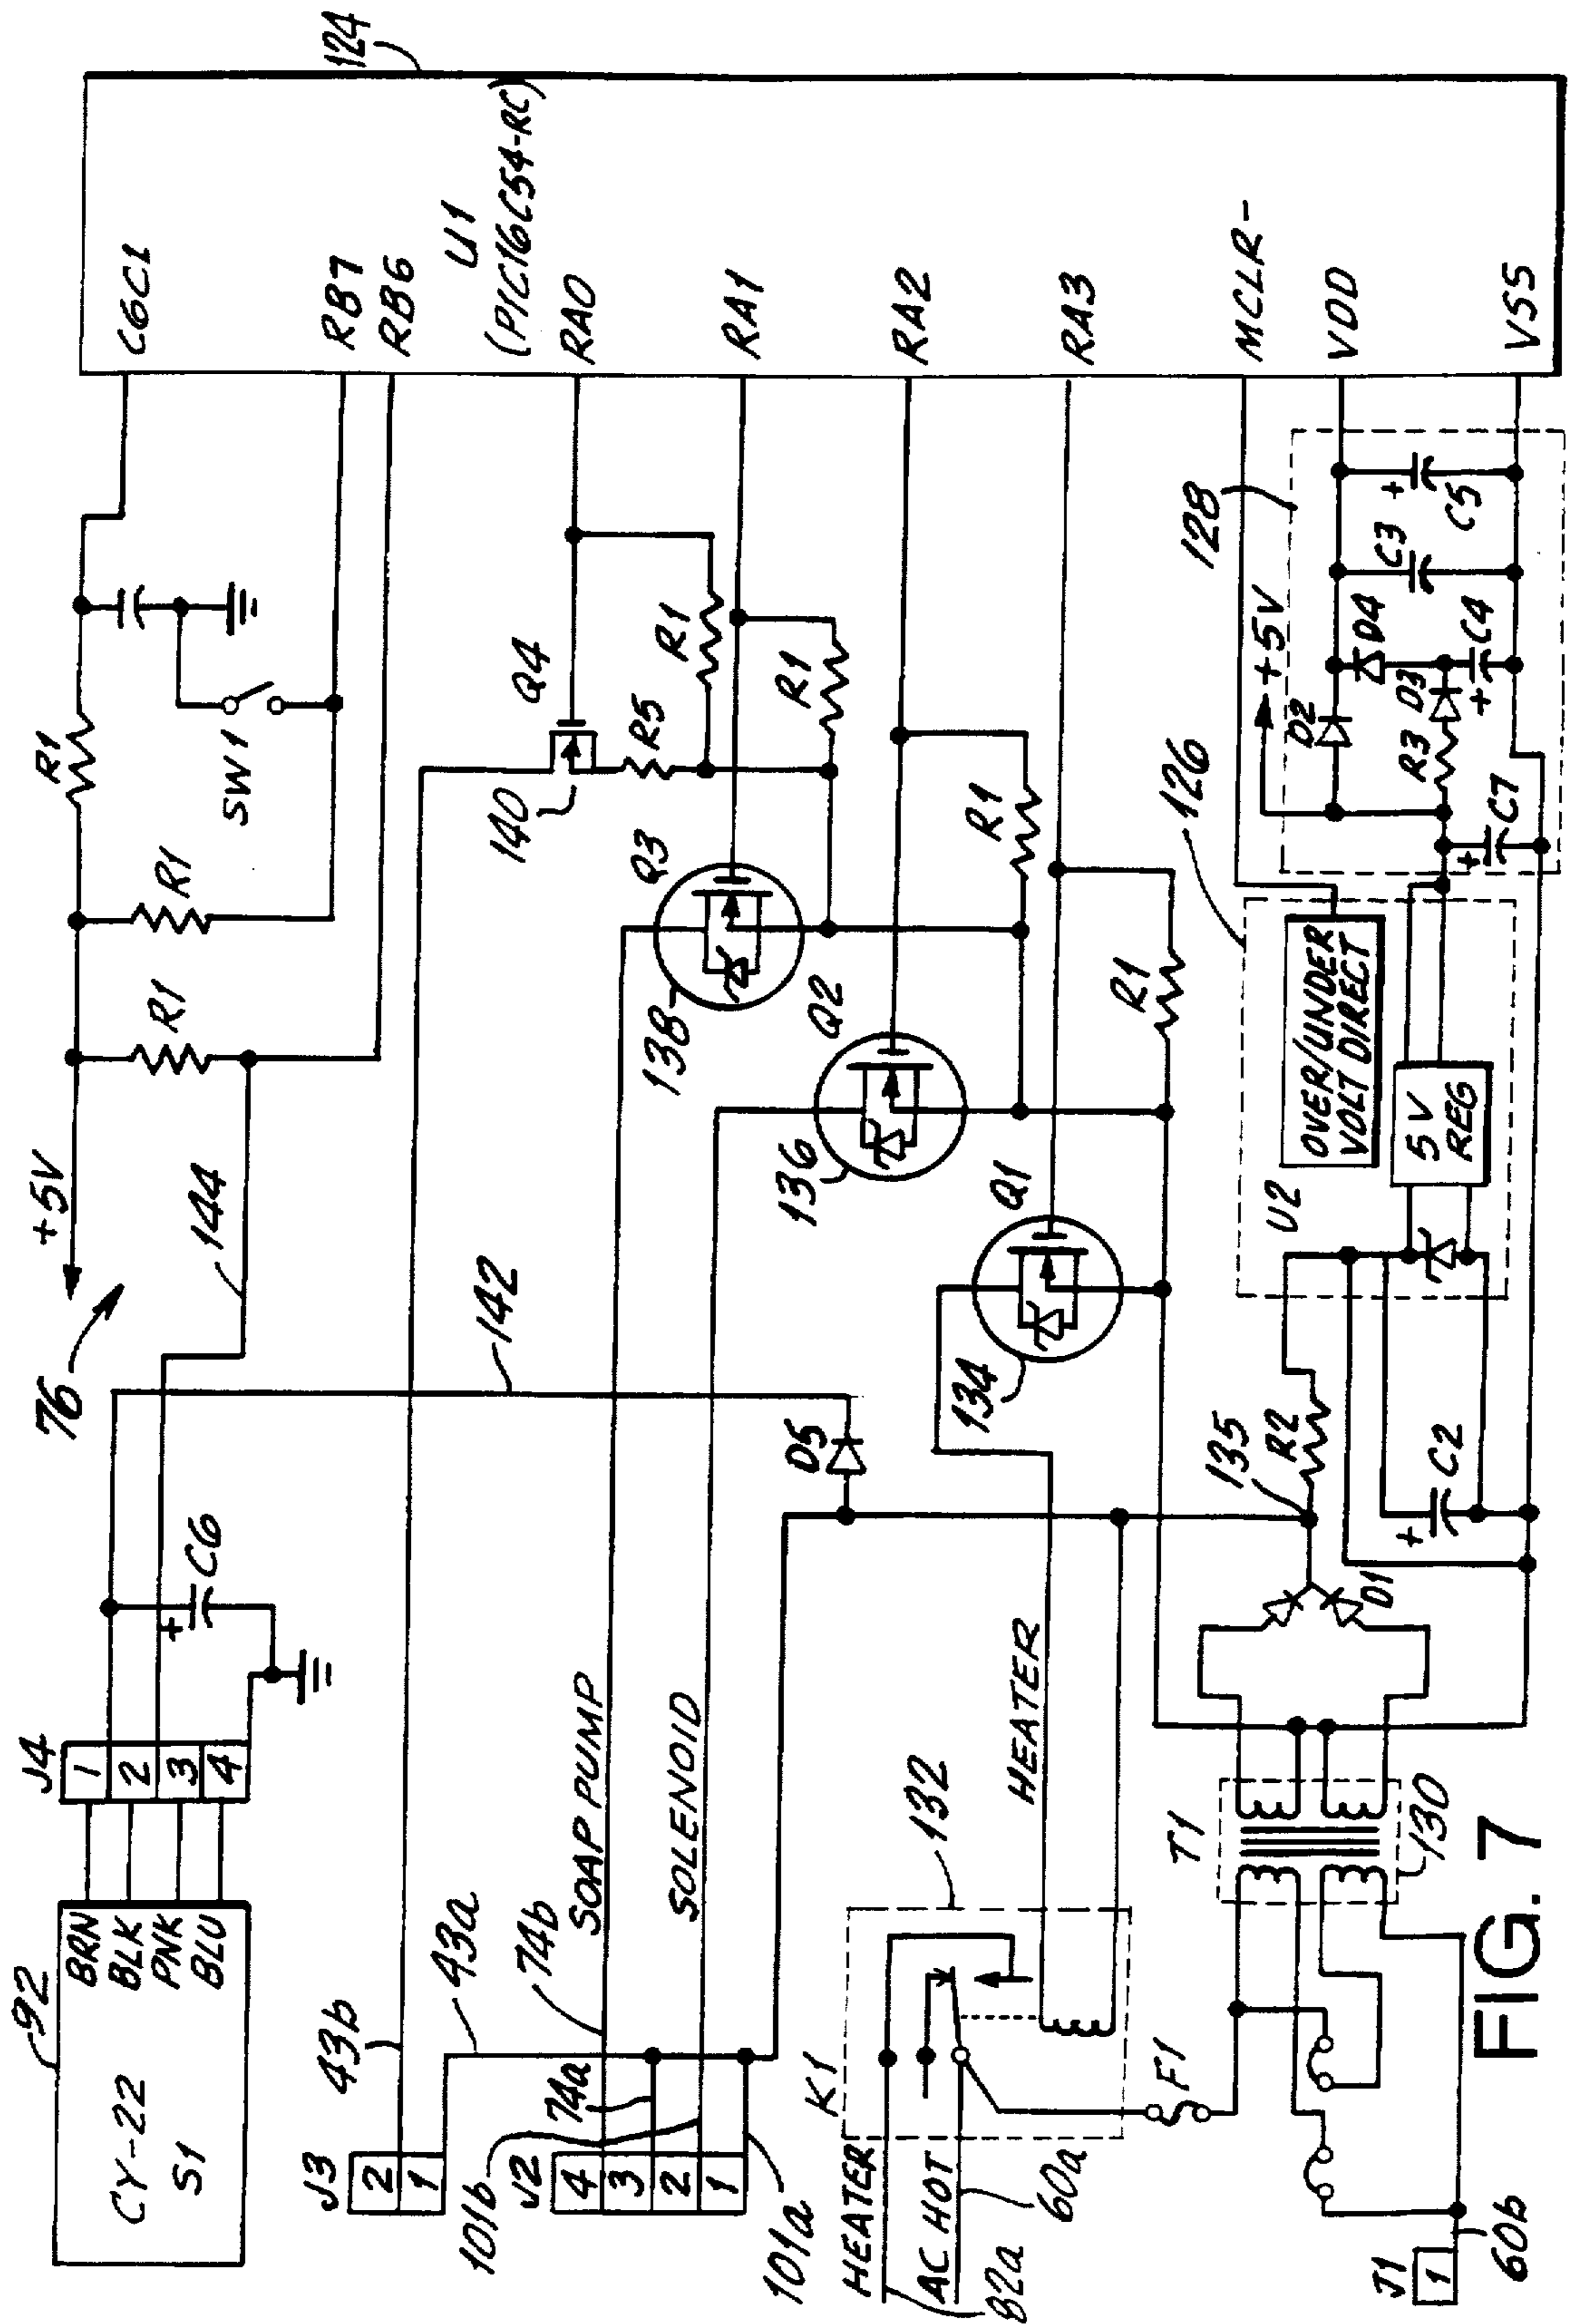 92
CY-22
S1
BRN
BLK
PNK
BLU
J4
1
2
3
4
+
C6
76
+5V
144
R1
R1
R1
SW1
C6C1
RB7
RB6
U1
(PIC16C54-RC)
RA0
RA1
RA2
RA3
MCLR-
VDD
VSS
124
43b
J3
2
1
43a
142
D5
140
Q4
R5
R1
R1
101b
J2
4
3
2
1
101a
74a
74b
SOAP PUMP
SOLENOID
138
Q3
136
Q2
R1
134
Q1
R1
HEATER
AC HOT
82a
60a
K1
132
HEATER
135
R2
U2
126
OVER/UNDER
VOLT DIRECT
5V
REG
128
+5V
D2
R3
D3
D4
+
C4
C3
+
C5
+
C7
+
C2
D1
T1
130
F1
J1
1
60b
FIG. 7